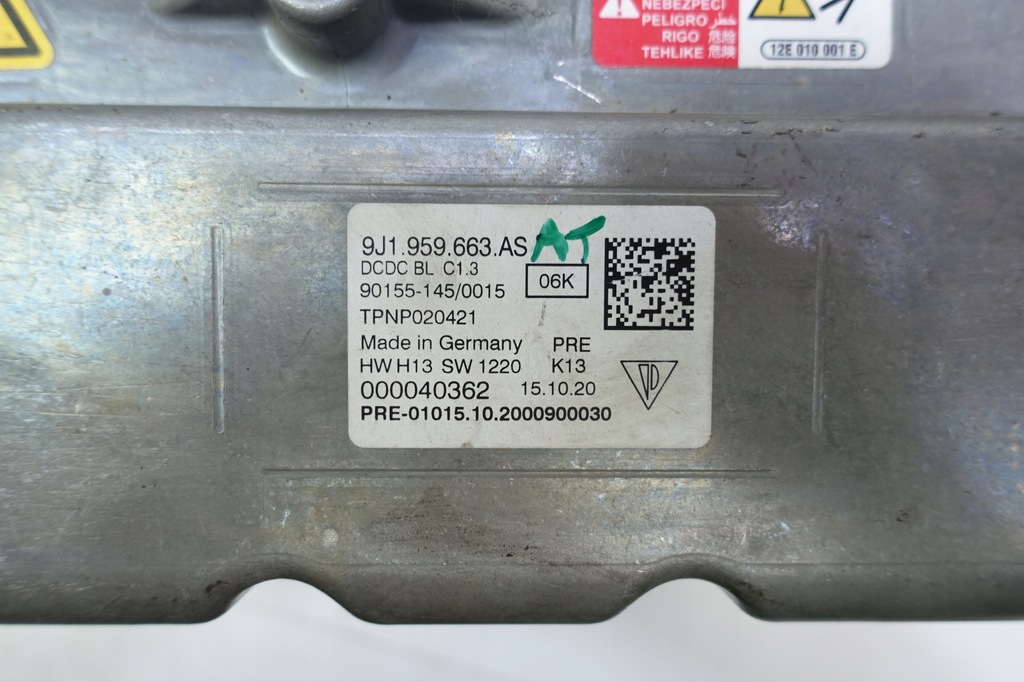 NEBEZPECI
PELIGRO خطر
RIGO 危险
TEHLIKE 危険
12E 010 001 E
9J1.959.663.AS AT
DCDC BL C1.3
90155-145/0015
06K
TPNP020421
Made in Germany PRE
HW H13 SW 1220 K13
000040362 15.10.20
PRE-01015.10.2000900030